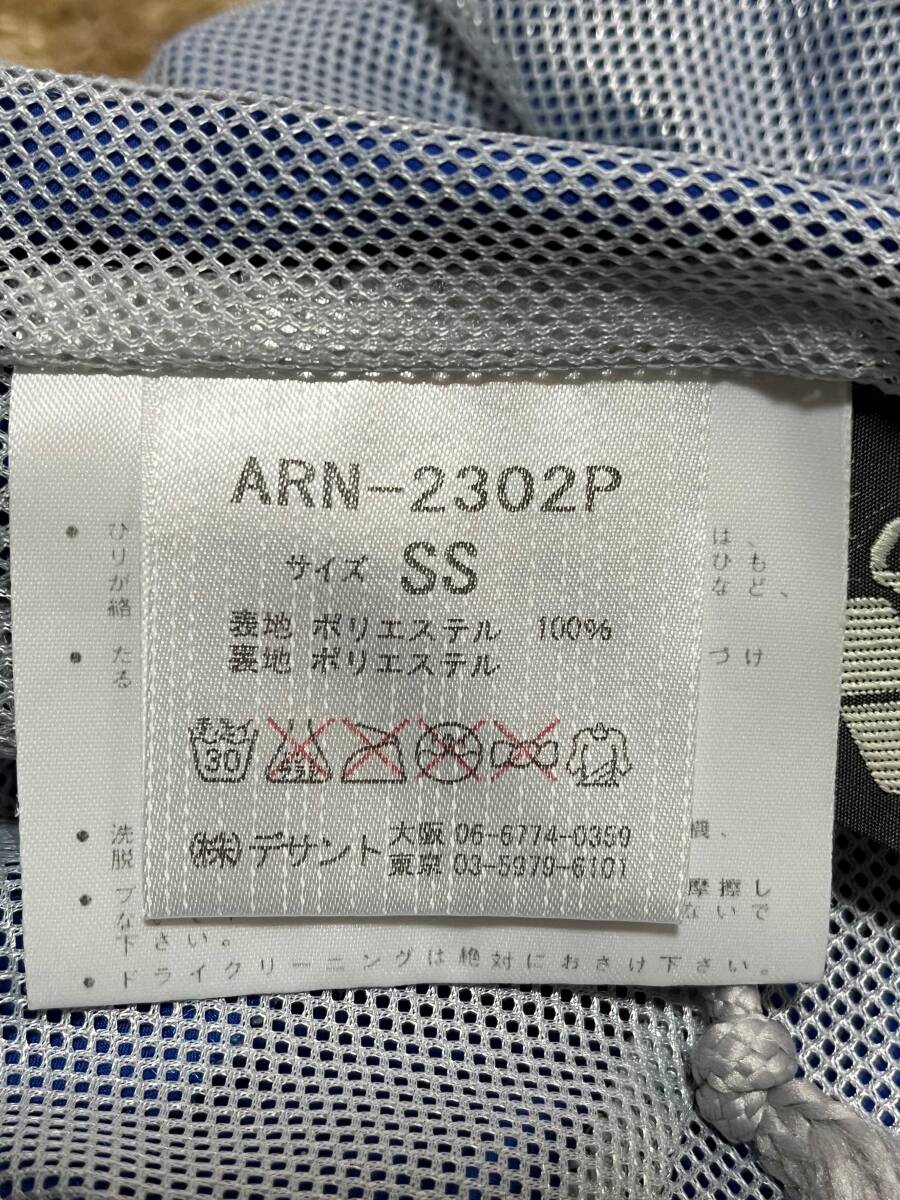 ARN-2302P
サイズ SS
表地 ポリエステル 100%
裏地 ポリエステル
30
(株)デサント 大阪 06-6774-0359
東京 03-5979-6101
・ひ は、
り ひも
が など、
絡
・た づけ
る
・洗 機、
脱
・プ 摩擦し
な ないで
下さい。
・ドライクリーニングは絶対におさけ下さい。